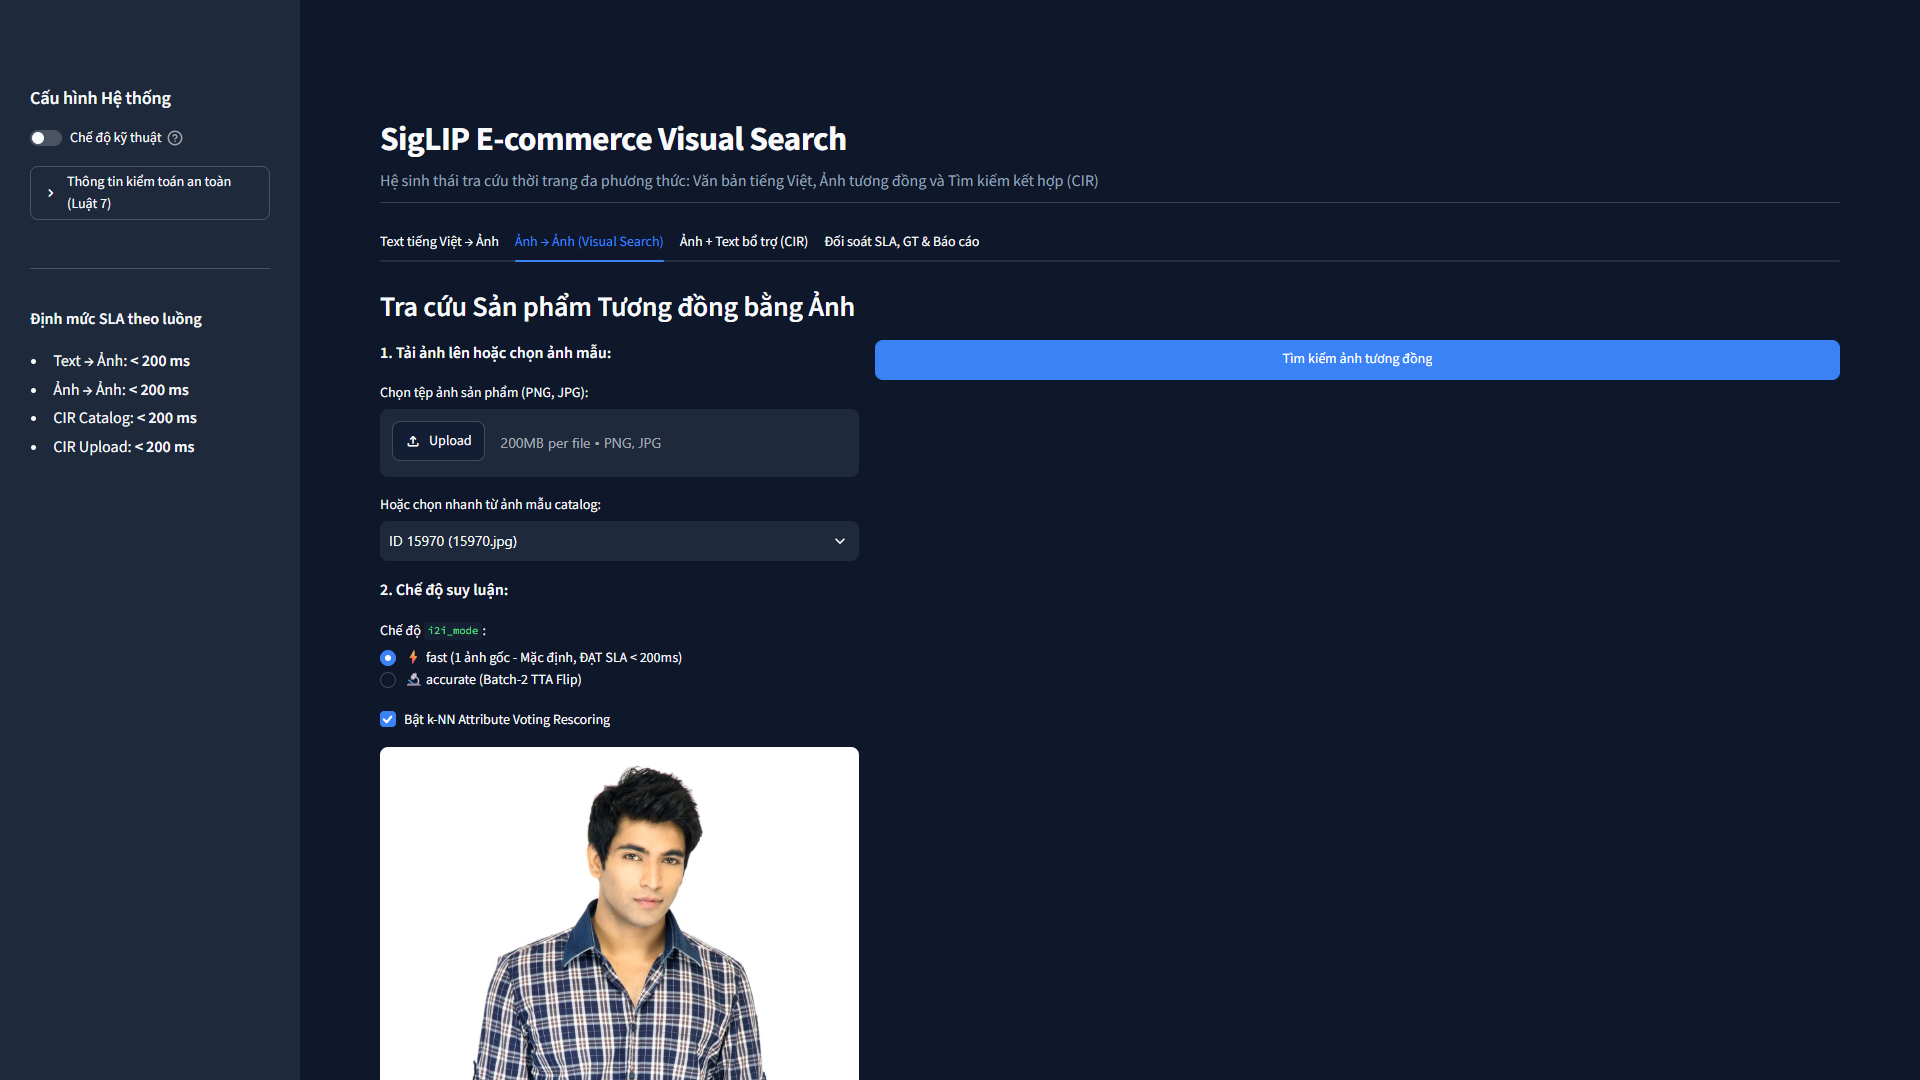 Cấu hình Hệ thống
Chế độ kỹ thuật
Thông tin kiểm toán an toàn
(Luật 7)
Định mức SLA theo luồng
Text → Ảnh: < 200 ms
Ảnh → Ảnh: < 200 ms
CIR Catalog: < 200 ms
CIR Upload: < 200 ms
SigLIP E-commerce Visual Search
Hệ sinh thái tra cứu thời trang đa phương thức: Văn bản tiếng Việt, Ảnh tương đồng và Tìm kiếm kết hợp (CIR)
Text tiếng Việt → Ảnh
Ảnh → Ảnh (Visual Search)
Ảnh + Text bổ trợ (CIR)
Đối soát SLA, GT & Báo cáo
Tra cứu Sản phẩm Tương đồng bằng Ảnh
1. Tải ảnh lên hoặc chọn ảnh mẫu:
Chọn tệp ảnh sản phẩm (PNG, JPG):
Upload
200MB per file • PNG, JPG
Hoặc chọn nhanh từ ảnh mẫu catalog:
ID 15970 (15970.jpg)
2. Chế độ suy luận:
Chế độ i2i_mode:
⚡ fast (1 ảnh gốc - Mặc định, ĐẠT SLA < 200ms)
🔬 accurate (Batch-2 TTA Flip)
Bật k-NN Attribute Voting Rescoring
Tìm kiếm ảnh tương đồng